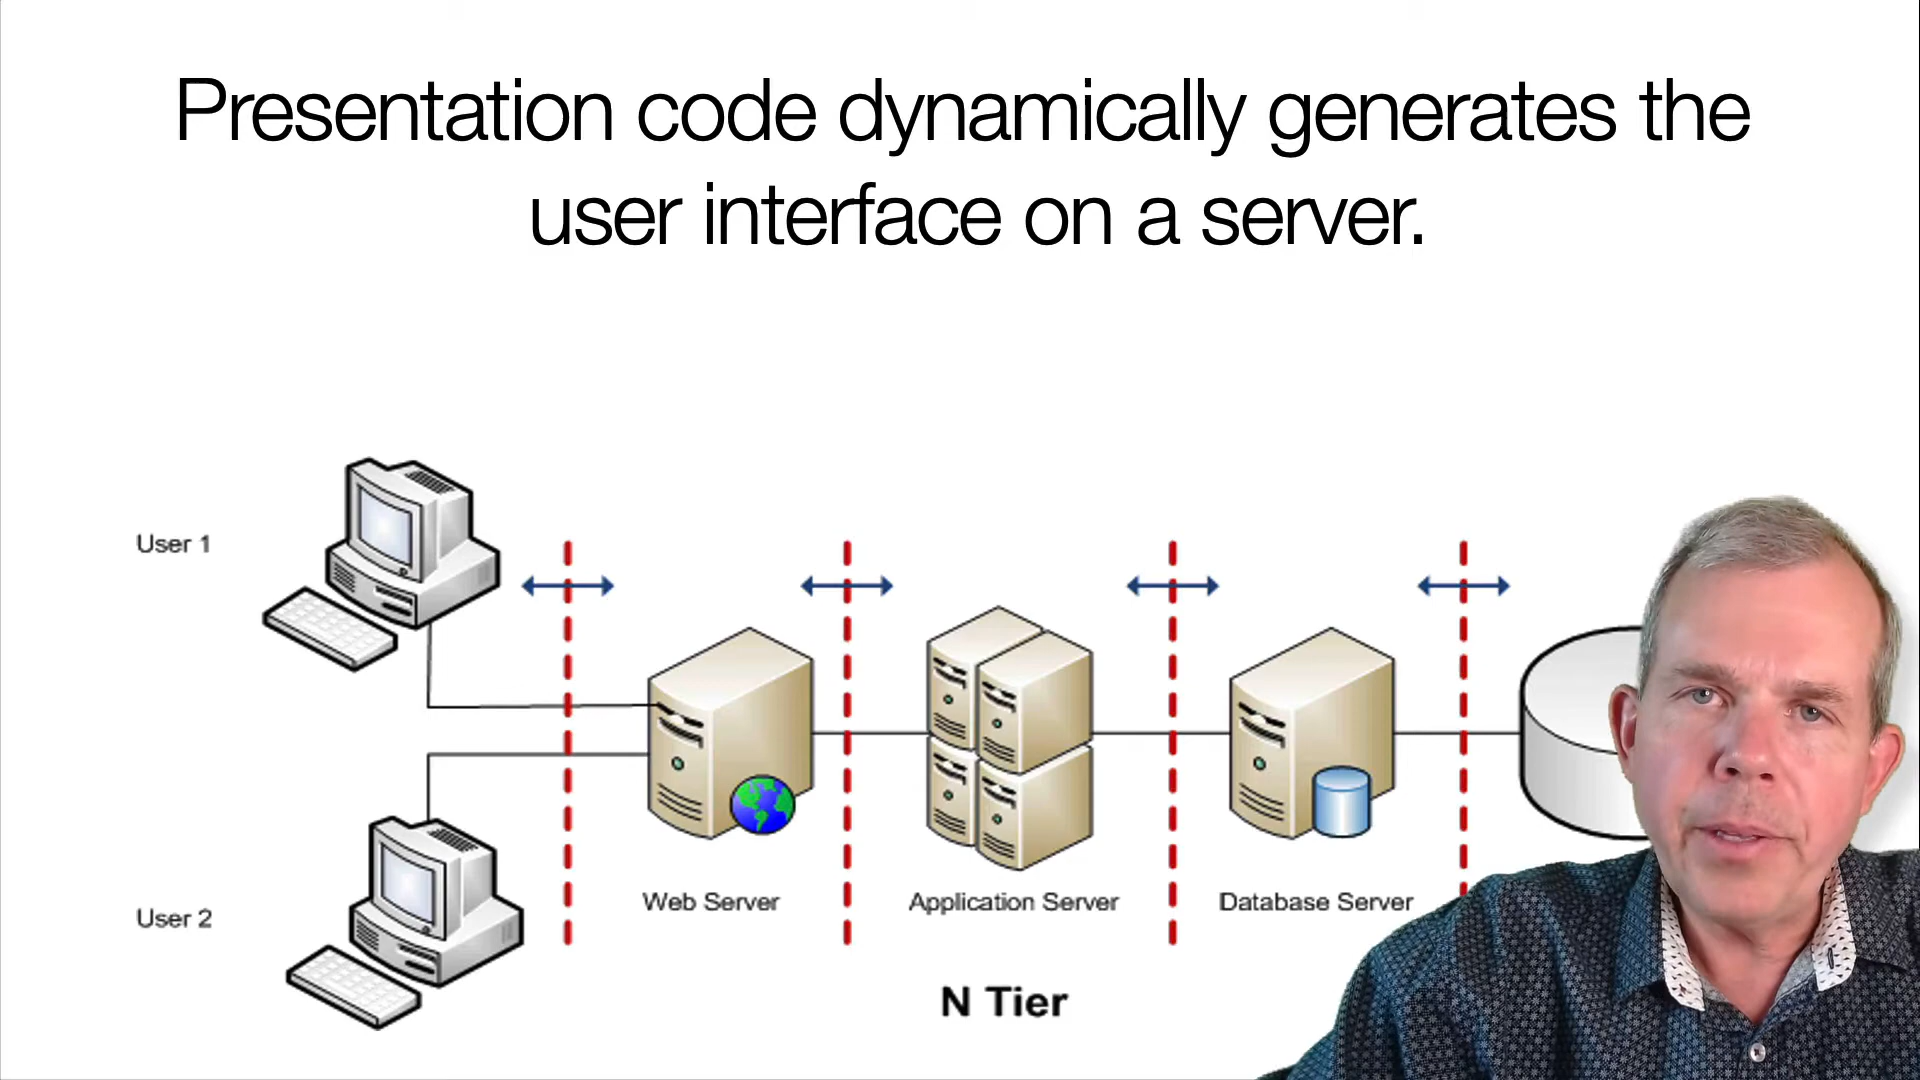 Presentation code dynamically generates the
user interface on a server.
User 1
User 2
Web Server
Application Server
Database Server
N Tier